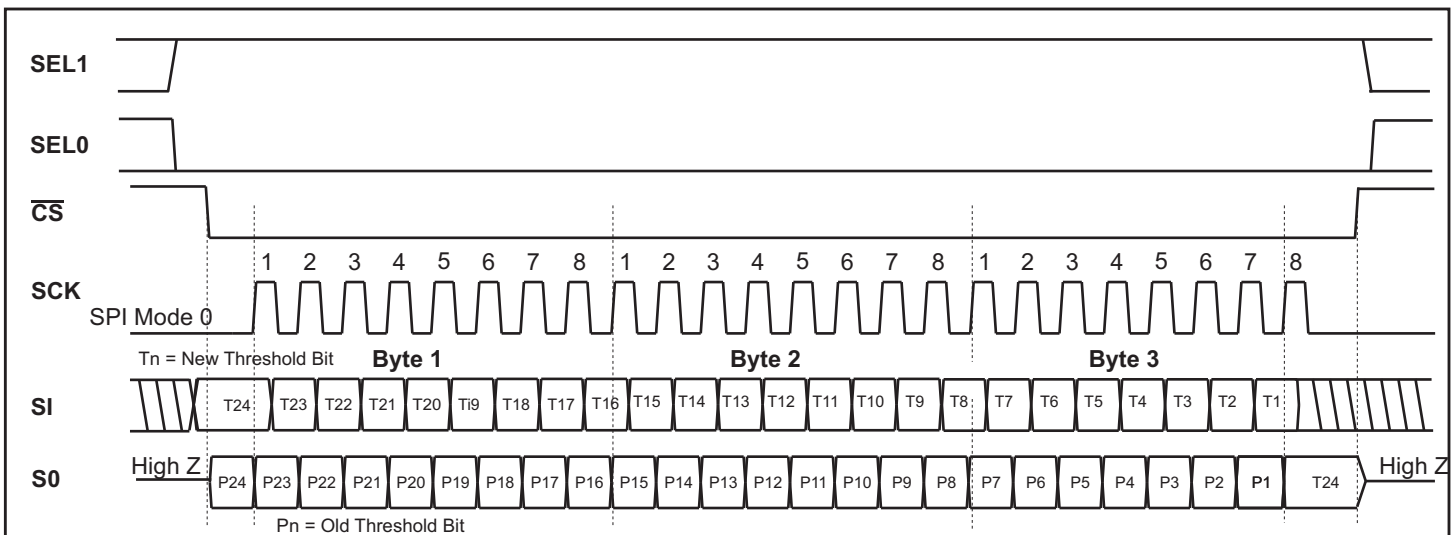 SEL1
SEL0
CS
1 2 3 4 5 6 7 8 1 2 3 4 5 6 7 8 1 2 3 4 5 6 7 8
SCK
SPI Mode 0
Tn = New Threshold Bit Byte 1 Byte 2 Byte 3
SI T24 T23 T22 T21 T20 Ti9 T18 T17 T16 T15 T14 T13 T12 T11 T10 T9 T8 T7 T6 T5 T4 T3 T2 T1
S0 High Z P24 P23 P22 P21 P20 P19 P18 P17 P16 P15 P14 P13 P12 P11 P10 P9 P8 P7 P6 P5 P4 P3 P2 P1 T24 High Z
Pn = Old Threshold Bit